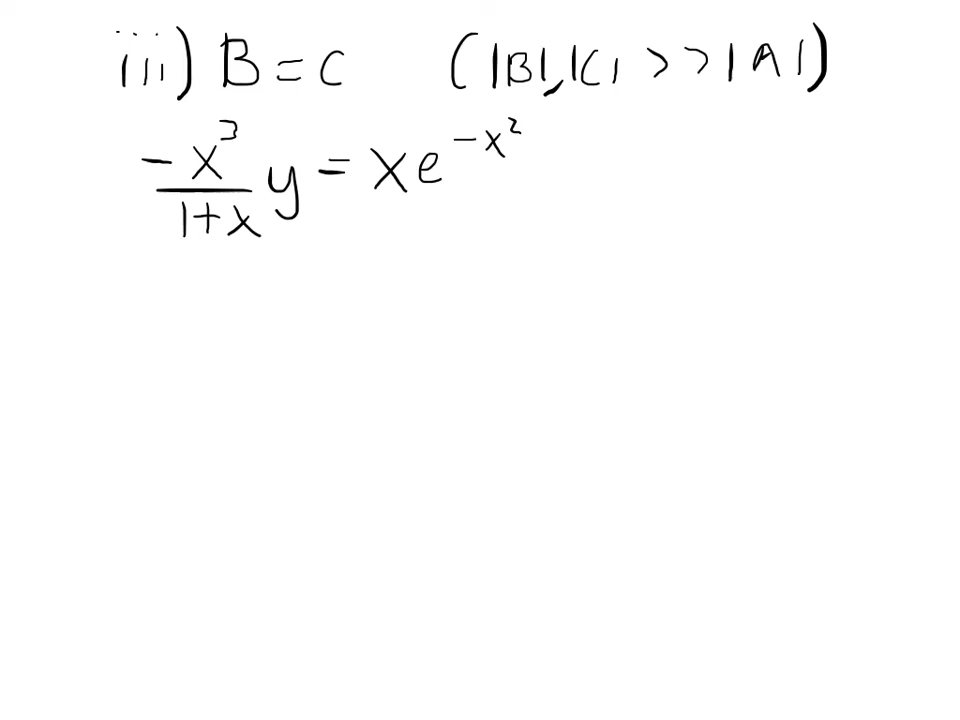 iii) B = C (|B|,|C| >> |A|)
-x³/(1+x) y = xe^(-x²)